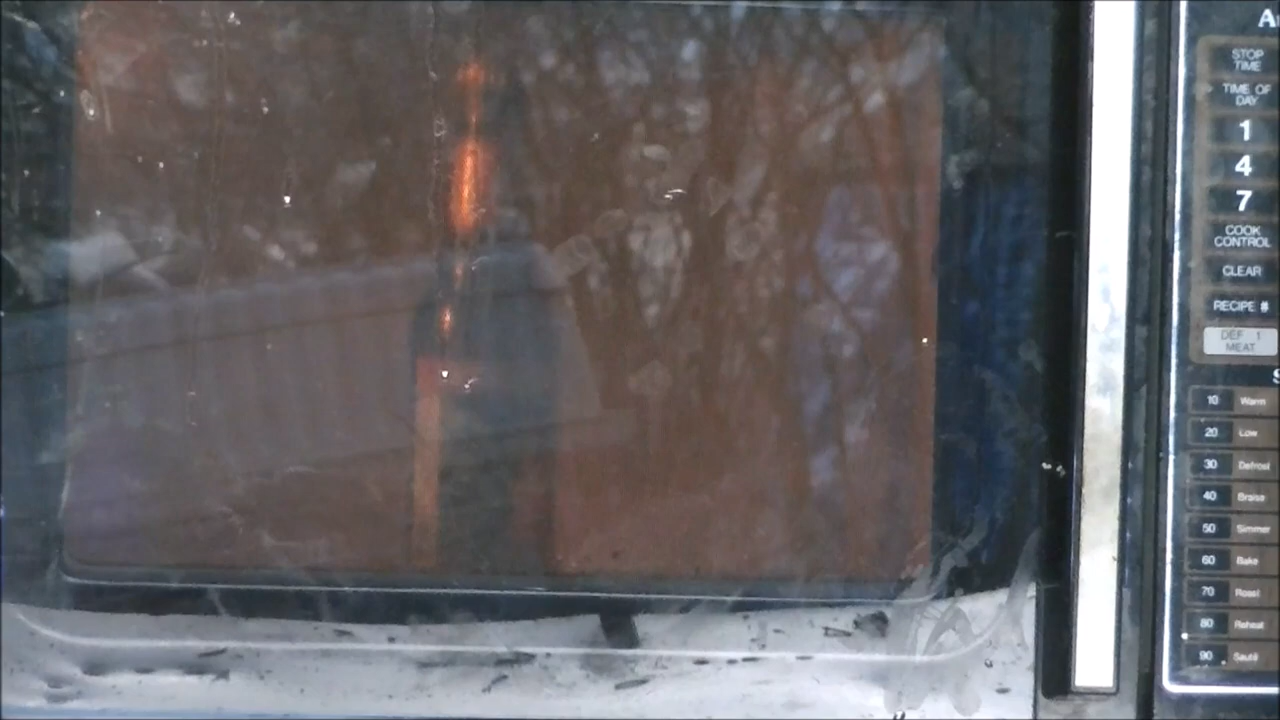 STOP
TIME
TIME OF
DAY
1
4
7
COOK
CONTROL
CLEAR
RECIPE #
DEF 1
MEAT
10 Warm
20 Low
30 Defrost
40 Braise
50 Simmer
60 Bake
70 Roast
80 Reheat
90 Sauté